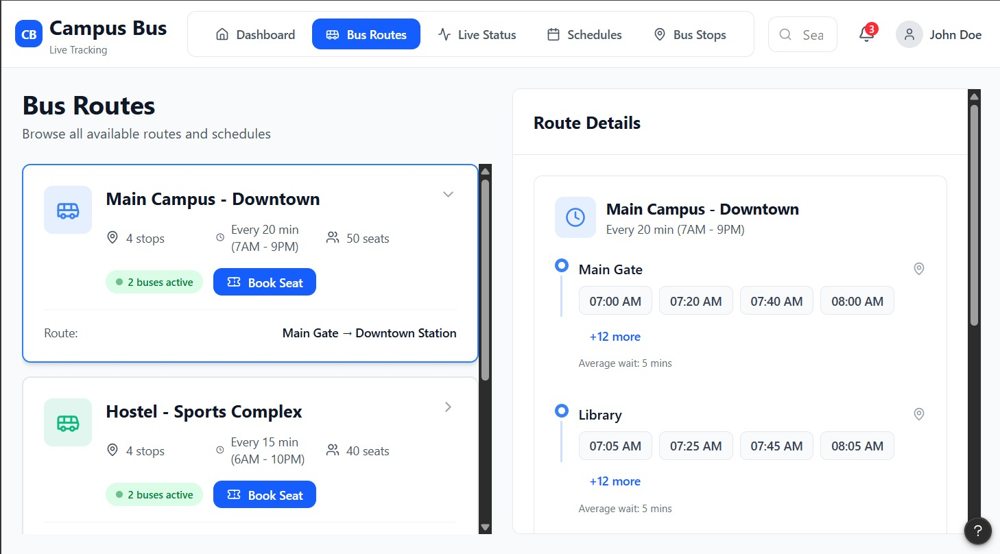 CB
Campus Bus
Live Tracking
Dashboard
Bus Routes
Live Status
Schedules
Bus Stops
Sea
3
John Doe
Bus Routes
Browse all available routes and schedules
Main Campus - Downtown
4 stops
Every 20 min
(7AM - 9PM)
50 seats
2 buses active
Book Seat
Route:
Main Gate → Downtown Station
Hostel - Sports Complex
4 stops
Every 15 min
(6AM - 10PM)
40 seats
2 buses active
Book Seat
Route Details
Main Campus - Downtown
Every 20 min (7AM - 9PM)
Main Gate
07:00 AM 07:20 AM 07:40 AM 08:00 AM
+12 more
Average wait: 5 mins
Library
07:05 AM 07:25 AM 07:45 AM 08:05 AM
+12 more
Average wait: 5 mins
?